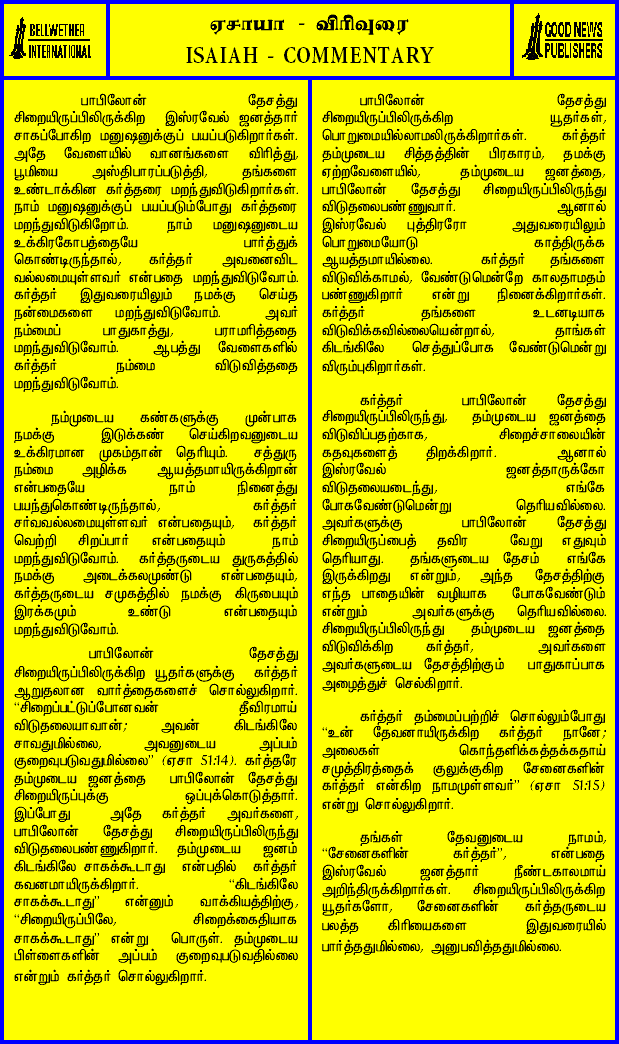 BELLWETHER
INTERNATIONAL
ஏசாயா - விரிவுரை
ISAIAH - COMMENTARY
GOOD NEWS
PUBLISHERS
பாபிலோன் தேசத்து
சிறையிருப்பிலிருக்கிற இஸ்ரவேல் ஜனத்தார்
சாகப்போகிற மனுஷனுக்குப் பயப்படுகிறார்கள்.
அதே வேளையில் வானங்களை விரித்து,
பூமியை அஸ்திபாரப்படுத்தி, தங்களை
உண்டாக்கின கர்த்தரை மறந்துவிடுகிறார்கள்.
நாம் மனுஷனுக்குப் பயப்படும்போது கர்த்தரை
மறந்துவிடுகிறோம். நாம் மனுஷனுடைய
உக்கிரகோபத்தையே பார்த்துக்
கொண்டிருந்தால், கர்த்தர் அவனைவிட
வல்லமையுள்ளவர் என்பதை மறந்துவிடுவோம்.
கர்த்தர் இதுவரையிலும் நமக்கு செய்த
நன்மைகளை மறந்துவிடுவோம். அவர்
நம்மைப் பாதுகாத்து, பராமரித்ததை
மறந்துவிடுவோம். ஆபத்து வேளைகளில்
கர்த்தர் நம்மை விடுவித்ததை
மறந்துவிடுவோம்.
நம்முடைய கண்களுக்கு முன்பாக
நமக்கு இடுக்கண் செய்கிறவனுடைய
உக்கிரமான முகம்தான் தெரியும். சத்துரு
நம்மை அழிக்க ஆயத்தமாயிருக்கிறான்
என்பதையே நாம் நினைத்து
பயந்துகொண்டிருந்தால், கர்த்தர்
சர்வவல்லமையுள்ளவர் என்பதையும், கர்த்தர்
வெற்றி சிறப்பார் என்பதையும் நாம்
மறந்துவிடுவோம். கர்த்தருடைய துருகத்தில்
நமக்கு அடைக்கலமுண்டு என்பதையும்,
கர்த்தருடைய சமுகத்தில் நமக்கு கிருபையும்
இரக்கமும் உண்டு என்பதையும்
மறந்துவிடுவோம்.
பாபிலோன் தேசத்து
சிறையிருப்பிலிருக்கிற யூதர்களுக்கு கர்த்தர்
ஆறுதலான வார்த்தைகளைச் சொல்லுகிறார்.
“சிறைப்பட்டுப்போனவன் தீவிரமாய்
விடுதலையாவான்; அவன் கிடங்கிலே
சாவதுமில்லை, அவனுடைய அப்பம்
குறைவுபடுவதுமில்லை” (ஏசா 51:14). கர்த்தரே
தம்முடைய ஜனத்தை பாபிலோன் தேசத்து
சிறையிருப்புக்கு ஒப்புக்கொடுத்தார்.
இப்போது அதே கர்த்தர் அவர்களை,
பாபிலோன் தேசத்து சிறையிருப்பிலிருந்து
விடுதலைபண்ணுகிறார். தம்முடைய ஜனம்
கிடங்கிலே சாகக்கூடாது என்பதில் கர்த்தர்
கவனமாயிருக்கிறார். “கிடங்கிலே
சாகக்கூடாது” என்னும் வாக்கியத்திற்கு,
“சிறையிருப்பிலே, சிறைக்கைதியாக
சாகக்கூடாது” என்று பொருள். தம்முடைய
பிள்ளைகளின் அப்பம் குறைவுபடுவதில்லை
என்றும் கர்த்தர் சொல்லுகிறார்.
பாபிலோன் தேசத்து
சிறையிருப்பிலிருக்கிற யூதர்கள்,
பொறுமையில்லாமலிருக்கிறார்கள். கர்த்தர்
தம்முடைய சித்தத்தின் பிரகாரம், தமக்கு
ஏற்றவேளையில், தம்முடைய ஜனத்தை,
பாபிலோன் தேசத்து சிறையிருப்பிலிருந்து
விடுதலைபண்ணுவார். ஆனால்
இஸ்ரவேல் புத்திரரோ அதுவரையிலும்
பொறுமையோடு காத்திருக்க
ஆயத்தமாயில்லை. கர்த்தர் தங்களை
விடுவிக்காமல், வேண்டுமென்றே காலதாமதம்
பண்ணுகிறார் என்று நினைக்கிறார்கள்.
கர்த்தர் தங்களை உடனடியாக
விடுவிக்கவில்லையென்றால், தாங்கள்
கிடங்கிலே செத்துப்போக வேண்டுமென்று
விரும்புகிறார்கள்.
கர்த்தர் பாபிலோன் தேசத்து
சிறையிருப்பிலிருந்து, தம்முடைய ஜனத்தை
விடுவிப்பதற்காக, சிறைச்சாலையின்
கதவுகளைத் திறக்கிறார். ஆனால்
இஸ்ரவேல் ஜனத்தாருக்கோ
விடுதலையடைந்து, எங்கே
போகவேண்டுமென்று தெரியவில்லை.
அவர்களுக்கு பாபிலோன் தேசத்து
சிறையிருப்பைத் தவிர வேறு எதுவும்
தெரியாது. தங்களுடைய தேசம் எங்கே
இருக்கிறது என்றும், அந்த தேசத்திற்கு
எந்த பாதையின் வழியாக போகவேண்டும்
என்றும் அவர்களுக்கு தெரியவில்லை.
சிறையிருப்பிலிருந்து தம்முடைய ஜனத்தை
விடுவிக்கிற கர்த்தர், அவர்களை
அவர்களுடைய தேசத்திற்கும் பாதுகாப்பாக
அழைத்துச் செல்கிறார்.
கர்த்தர் தம்மைப்பற்றிச் சொல்லும்போது
“உன் தேவனாயிருக்கிற கர்த்தர் நானே;
அலைகள் கொந்தளிக்கத்தக்கதாய்
சமுத்திரத்தைக் குலுக்குகிற சேனைகளின்
கர்த்தர் என்கிற நாமமுள்ளவர்” (ஏசா 51:15)
என்று சொல்லுகிறார்.
தங்கள் தேவனுடைய நாமம்,
“சேனைகளின் கர்த்தர்”, என்பதை
இஸ்ரவேல் ஜனத்தார் நீண்டகாலமாய்
அறிந்திருக்கிறார்கள். சிறையிருப்பிலிருக்கிற
யூதர்களோ, சேனைகளின் கர்த்தருடைய
பலத்த கிரியைகளை இதுவரையில்
பார்த்ததுமில்லை, அனுபவித்ததுமில்லை.